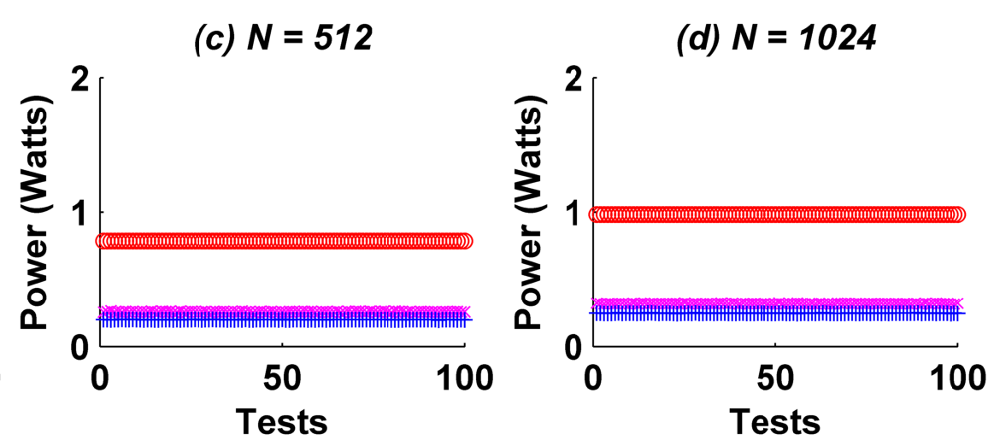 (c) N = 512
2
1
0
Power (Watts)
0 50 100
Tests
(d) N = 1024
2
1
0
Power (Watts)
0 50 100
Tests